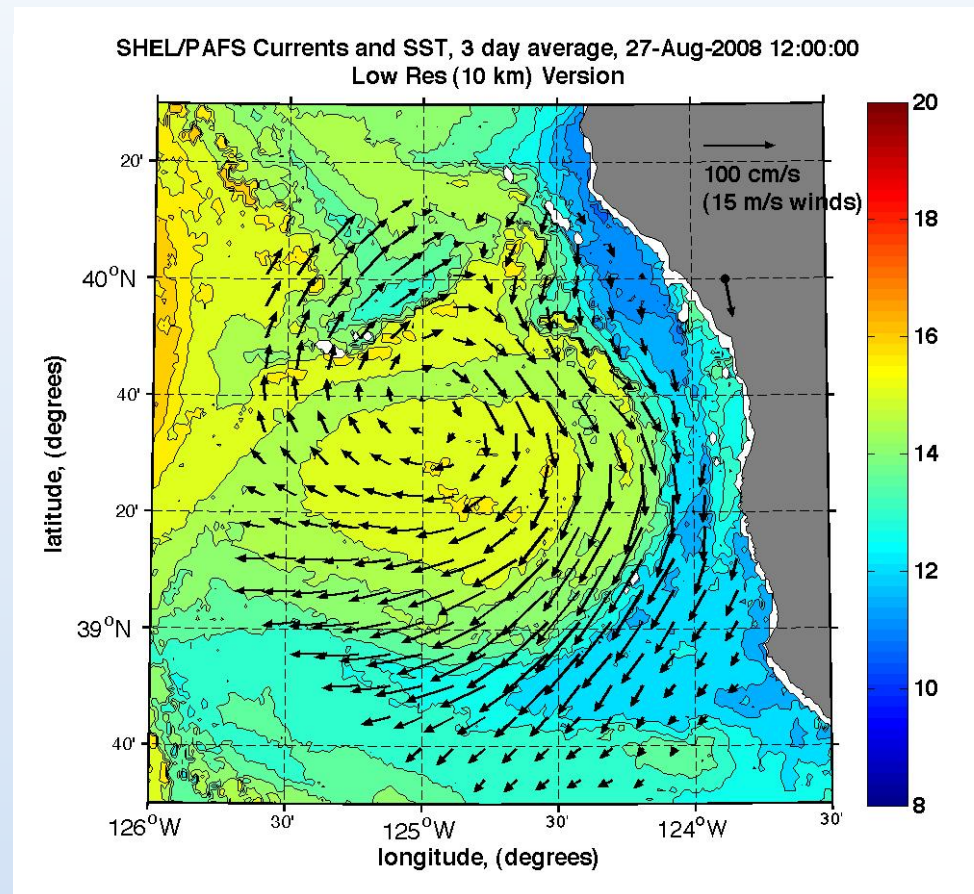 SHEL/PAFS Currents and SST, 3 day average, 27-Aug-2008 12:00:00
Low Res (10 km) Version
100 cm/s
(15 m/s winds)
20'
40°N
40'
20'
39°N
40'
latitude, (degrees)
126°W
30'
125°W
30'
124°W
30'
longitude, (degrees)
20
18
16
14
12
10
8